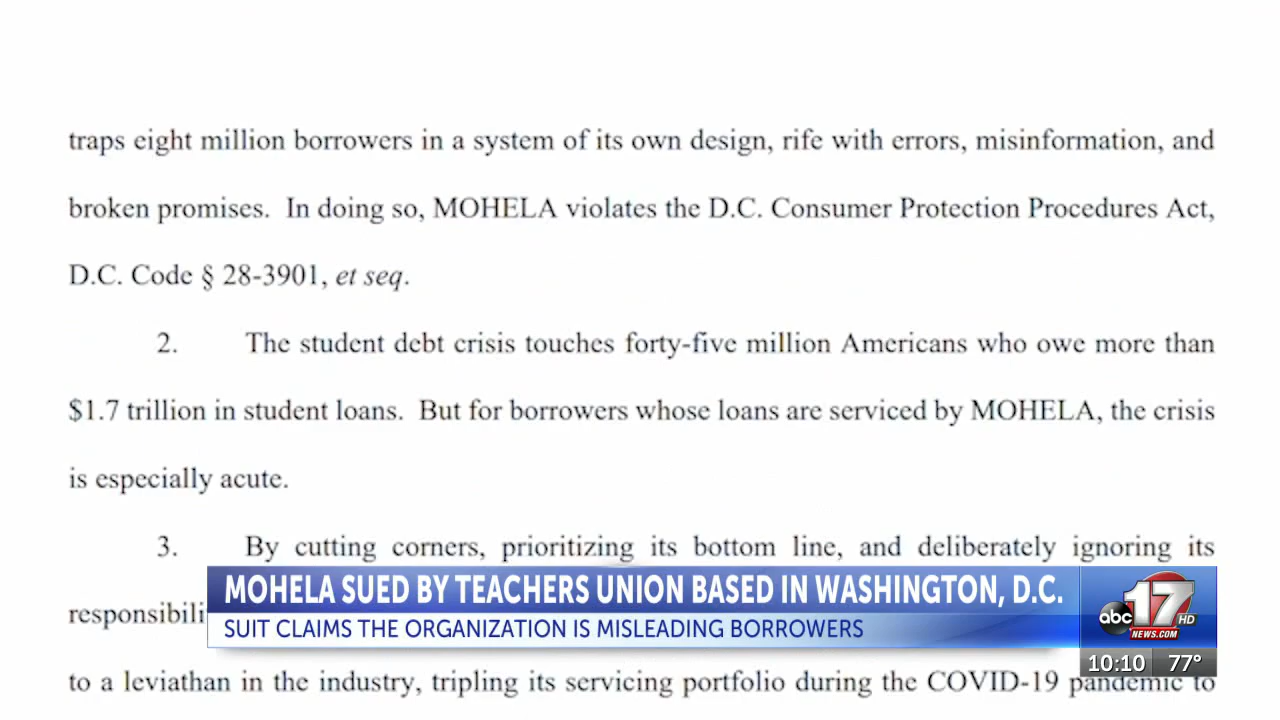 traps eight million borrowers in a system of its own design, rife with errors, misinformation, and
broken promises.  In doing so, MOHELA violates the D.C. Consumer Protection Procedures Act,
D.C. Code § 28-3901, et seq.
2. The student debt crisis touches forty-five million Americans who owe more than
$1.7 trillion in student loans.  But for borrowers whose loans are serviced by MOHELA, the crisis
is especially acute.
3. By cutting corners, prioritizing its bottom line, and deliberately ignoring its
responsibili
to a leviathan in the industry, tripling its servicing portfolio during the COVID-19 pandemic to
MOHELA SUED BY TEACHERS UNION BASED IN WASHINGTON, D.C.
SUIT CLAIMS THE ORGANIZATION IS MISLEADING BORROWERS
abc 17 HD
NEWS.COM
10:10 77°